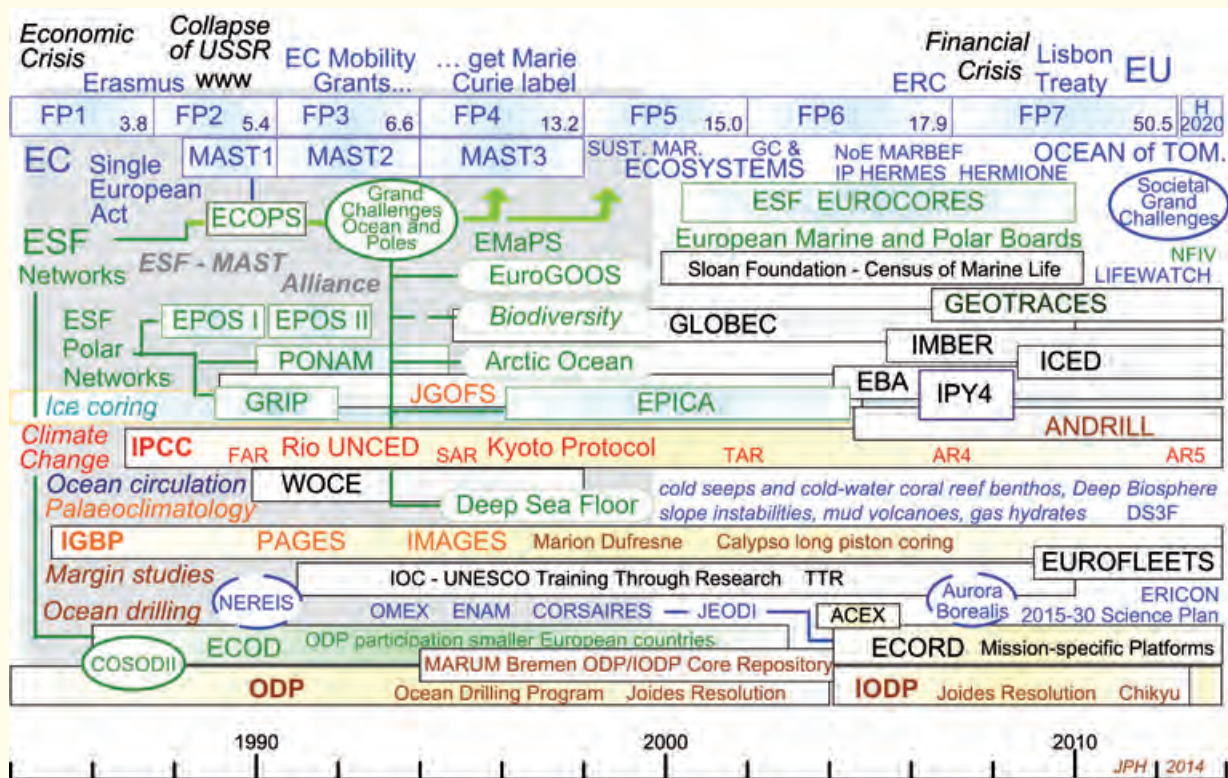 Economic
Crisis
Collapse
of USSR
www
Erasmus
EC Mobility
Grants...
... get Marie
Curie label
ERC
Financial
Crisis
Lisbon
Treaty
EU
FP1 3.8 FP2 5.4 FP3 6.6 FP4 13.2 FP5 15.0 FP6 17.9 FP7 50.5 H
2020
EC
Single
European
Act
MAST1 MAST2 MAST3
SUST. MAR. GC &
ECOSYSTEMS
NoE MARBEF
IP HERMES HERMIONE
OCEAN of TOM.
Societal
Grand
Challenges
ECOPS
Grand
Challenges
Ocean and
Poles
ESF EUROCORES
ESF
Networks
EMaPS
European Marine and Polar Boards
NFIV
LIFEWATCH
ESF - MAST
Alliance
EuroGOOS
Sloan Foundation - Census of Marine Life
GEOTRACES
ESF
Polar
Networks
EPOS I EPOS II
Biodiversity
GLOBEC
IMBER
ICED
PONAM
Arctic Ocean
EBA
IPY4
Ice coring
GRIP
JGOFS
EPICA
ANDRILL
Climate
Change
IPCC FAR Rio UNCED SAR Kyoto Protocol TAR AR4 AR5
Ocean circulation
WOCE
Palaeoclimatology
Deep Sea Floor
cold seeps and cold-water coral reef benthos, Deep Biosphere
slope instabilities, mud volcanoes, gas hydrates DS3F
IGBP PAGES IMAGES Marion Dufresne Calypso long piston coring
EUROFLEETS
Margin studies
IOC - UNESCO Training Through Research TTR
Ocean drilling
NEREIS
OMEX ENAM CORSAIRES JEODI
ACEX
Aurora
Borealis
ERICON
2015-30 Science Plan
COSODII
ECOD ODP participation smaller European countries
ECORD Mission-specific Platforms
MARUM Bremen ODP/IODP Core Repository
ODP Ocean Drilling Program Joides Resolution
IODP Joides Resolution Chikyu
1990 2000 2010
JPH 2014